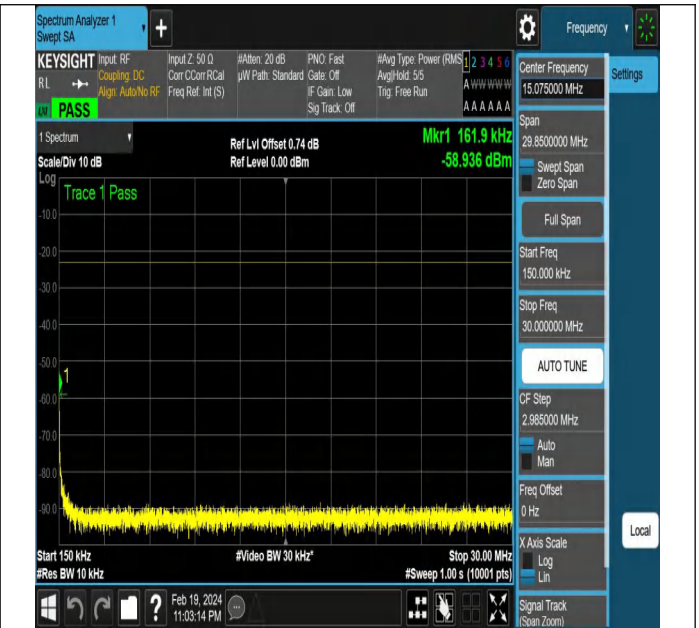 Spectrum Analyzer 1
Swept SA
+
Frequency
KEYSIGHT
RL
PASS
Input: RF
Coupling: DC
Align: Auto/No RF
Input Z: 50 Ω
Corr CCorr RCal
Freq Ref: Int (S)
#Atten: 20 dB
µW Path: Standard
PNO: Fast
Gate: Off
IF Gain: Low
Sig Track: Off
#Avg Type: Power (RMS
Avg|Hold: 5/5
Trig: Free Run
1 2 3 4 5 6
A W W W W W
A A A A A A
1 Spectrum
Scale/Div 10 dB
Ref Lvl Offset 0.74 dB
Ref Level 0.00 dBm
Mkr1 161.9 kHz
-58.936 dBm
Log
Trace 1 Pass
-10.0
-20.0
-30.0
-40.0
-50.0
1
-60.0
-70.0
-80.0
-90.0
Start 150 kHz
#Video BW 30 kHz*
Stop 30.00 MHz
#Res BW 10 kHz
#Sweep 1.00 s (10001 pts)
?
Feb 19, 2024
11:03:14 PM
Center Frequency
15.075000 MHz
Settings
Span
29.8500000 MHz
Swept Span
Zero Span
Full Span
Start Freq
150.000 kHz
Stop Freq
30.000000 MHz
AUTO TUNE
CF Step
2.985000 MHz
Auto
Man
Freq Offset
0 Hz
Local
X Axis Scale
Log
Lin
Signal Track
(Span Zoom)